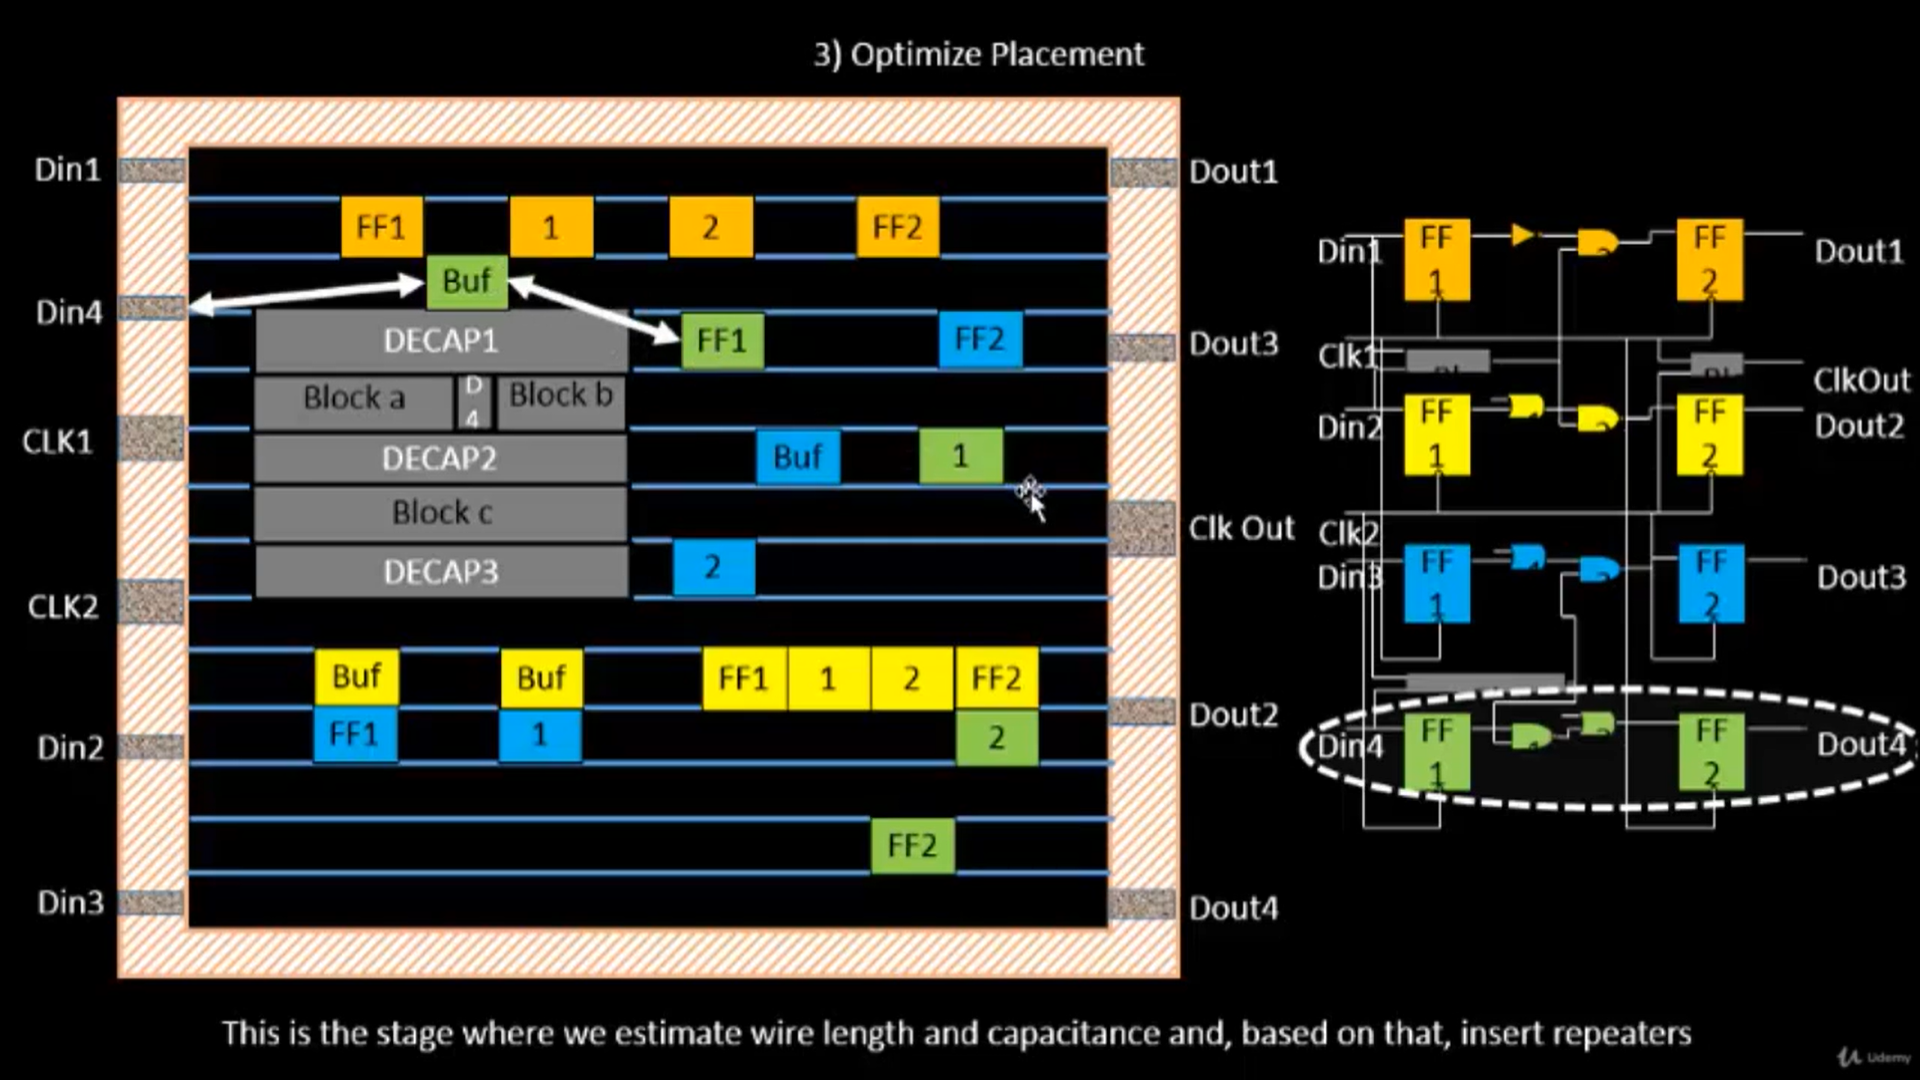 3) Optimize Placement
Din1
Dout1
FF1
1
2
FF2
Buf
Din4
DECAP1
FF1
FF2
Dout3
Block a
D
4
Block b
CLK1
DECAP2
Buf
1
Block c
Clk Out
DECAP3
2
CLK2
Buf
Buf
FF1
1
2
FF2
Dout2
Din2
FF1
1
2
FF2
Din3
Dout4
Din1
FF
1
FF
2
Dout1
Clk1
ClkOut
Din2
FF
1
FF
2
Dout2
Clk2
Din3
FF
1
FF
2
Dout3
Din4
FF
1
FF
2
Dout4
This is the stage where we estimate wire length and capacitance and, based on that, insert repeaters
Udemy